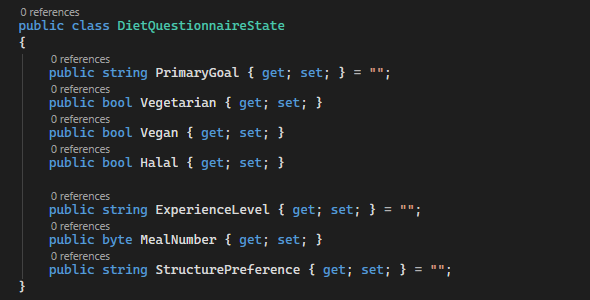 0 references
public class DietQuestionnaireState
{
0 references
public string PrimaryGoal { get; set; } = "";
0 references
public bool Vegetarian { get; set; }
0 references
public bool Vegan { get; set; }
0 references
public bool Halal { get; set; }
0 references
public string ExperienceLevel { get; set; } = "";
0 references
public byte MealNumber { get; set; }
0 references
public string StructurePreference { get; set; } = "";
}